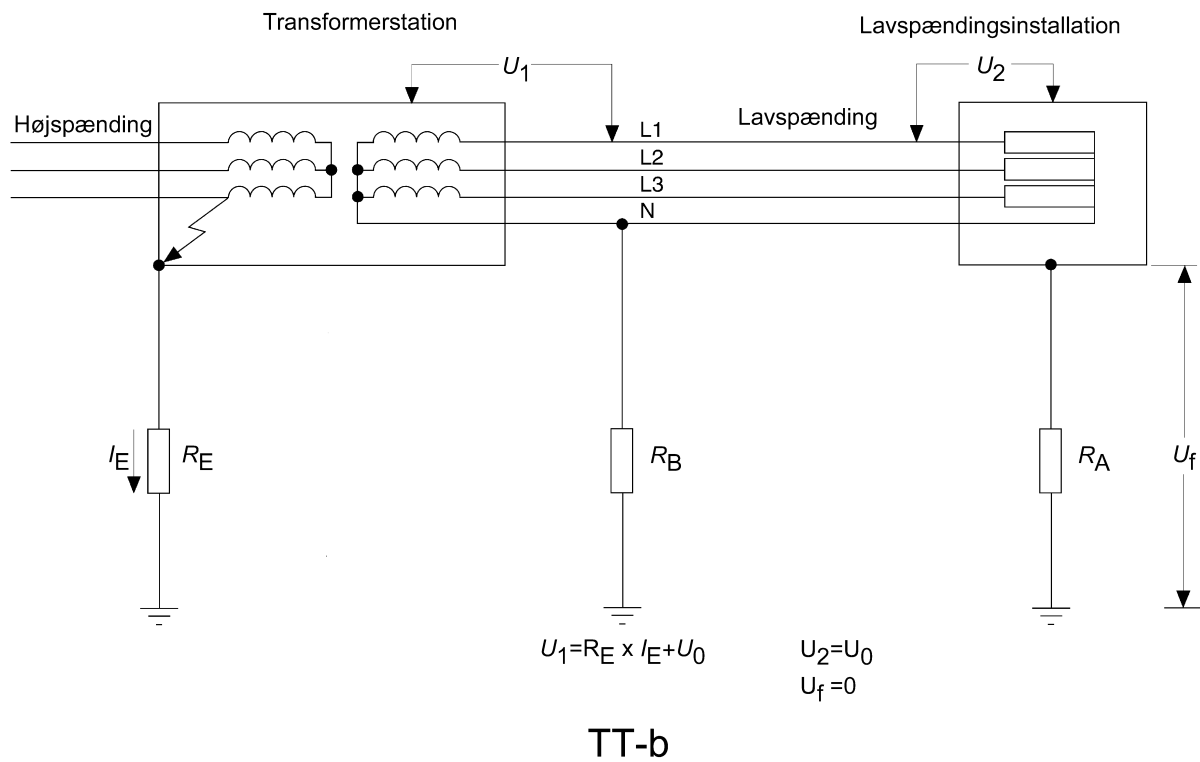 Transformerstation
Lavspændingsinstallation
U1
U2
Højspænding
L1
Lavspænding
L2
L3
N
IE
RE
RB
RA
Uf
U1=RE x IE+U0
U2=U0
Uf =0
TT-b